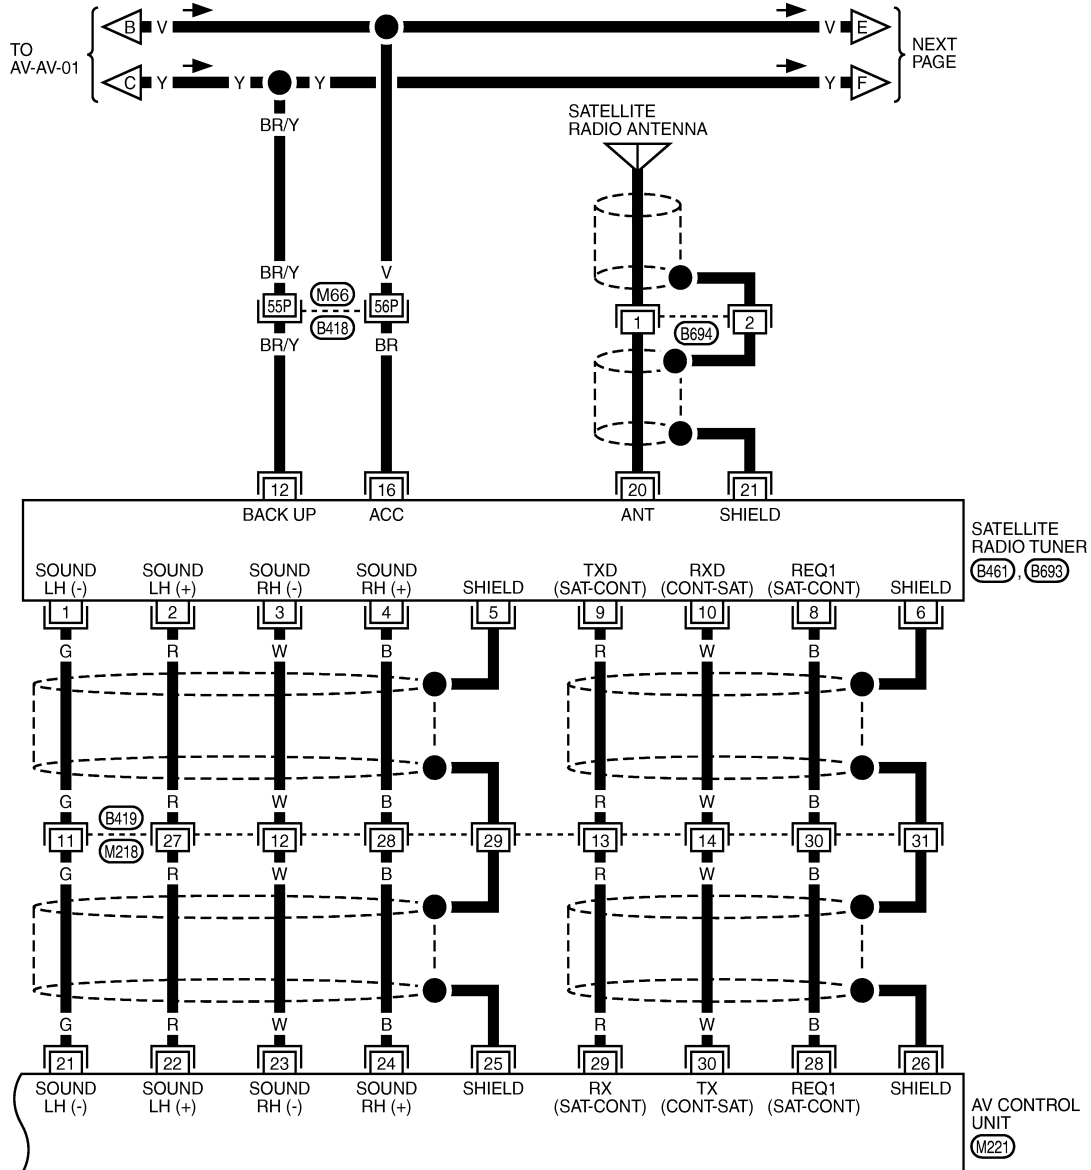 TO
AV-AV-01
B V V E
C Y Y Y Y F
NEXT
PAGE
BR/Y
SATELLITE
RADIO ANTENNA
BR/Y V
55P M66 56P
B418
BR/Y BR
1 B694 2
12 16 20 21
BACK UP ACC ANT SHIELD
SATELLITE
RADIO TUNER
B461 , B693
SOUND SOUND SOUND SOUND SHIELD TXD RXD REQ1 SHIELD
LH (-) LH (+) RH (-) RH (+) (SAT-CONT) (CONT-SAT) (SAT-CONT)
1 2 3 4 5 9 10 8 6
G R W B R W B
G R W B R W B
B419
11 27 12 28 29 13 14 30 31
M218
G R W B R W B
G R W B R W B
21 22 23 24 25 29 30 28 26
SOUND SOUND SOUND SOUND SHIELD RX TX REQ1 SHIELD
LH (-) LH (+) RH (-) RH (+) (SAT-CONT) (CONT-SAT) (SAT-CONT)
AV CONTROL
UNIT
M221